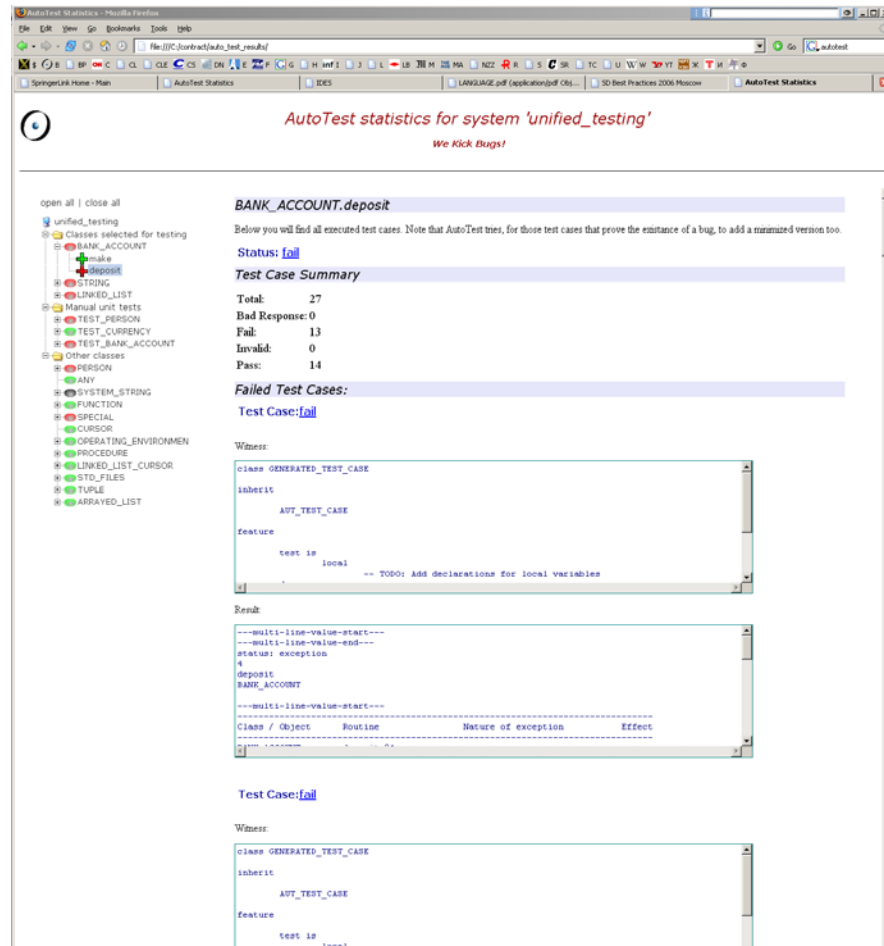 AutoTest Statistics - Mozilla Firefox
File Edit View Go Bookmarks Tools Help
file:///C:/contract/auto_test_results/ Go autotest
SpringerLink Home - Main AutoTest Statistics IDES LANGUAGE.pdf (application/pdf Obj... SD Best Practices 2006 Moscow AutoTest Statistics
AutoTest statistics for system 'unified_testing'
We Kick Bugs!
open all | close all
unified_testing
Classes selected for testing
BANK_ACCOUNT
make
deposit
STRING
LINKED_LIST
Manual unit tests
TEST_PERSON
TEST_CURRENCY
TEST_BANK_ACCOUNT
Other classes
PERSON
ANY
SYSTEM_STRING
FUNCTION
SPECIAL
CURSOR
OPERATING_ENVIRONMEN
PROCEDURE
LINKED_LIST_CURSOR
STD_FILES
TUPLE
ARRAYED_LIST
BANK_ACCOUNT.deposit
Below you will find all executed test cases. Note that AutoTest tries, for those test cases that prove the existance of a bug, to add a minimized version too.
Status: fail
Test Case Summary
Total: 27
Bad Response: 0
Fail: 13
Invalid: 0
Pass: 14
Failed Test Cases:
Test Case:fail
Witness:
class GENERATED_TEST_CASE
inherit
AUT_TEST_CASE
feature
test is
local
-- TODO: Add declarations for local variables
Result:
---multi-line-value-start---
---multi-line-value-end---
status: exception
4
deposit
BANK_ACCOUNT
---multi-line-value-start---
Class / Object Routine Nature of exception Effect
Test Case:fail
Witness:
class GENERATED_TEST_CASE
inherit
AUT_TEST_CASE
feature
test is
local